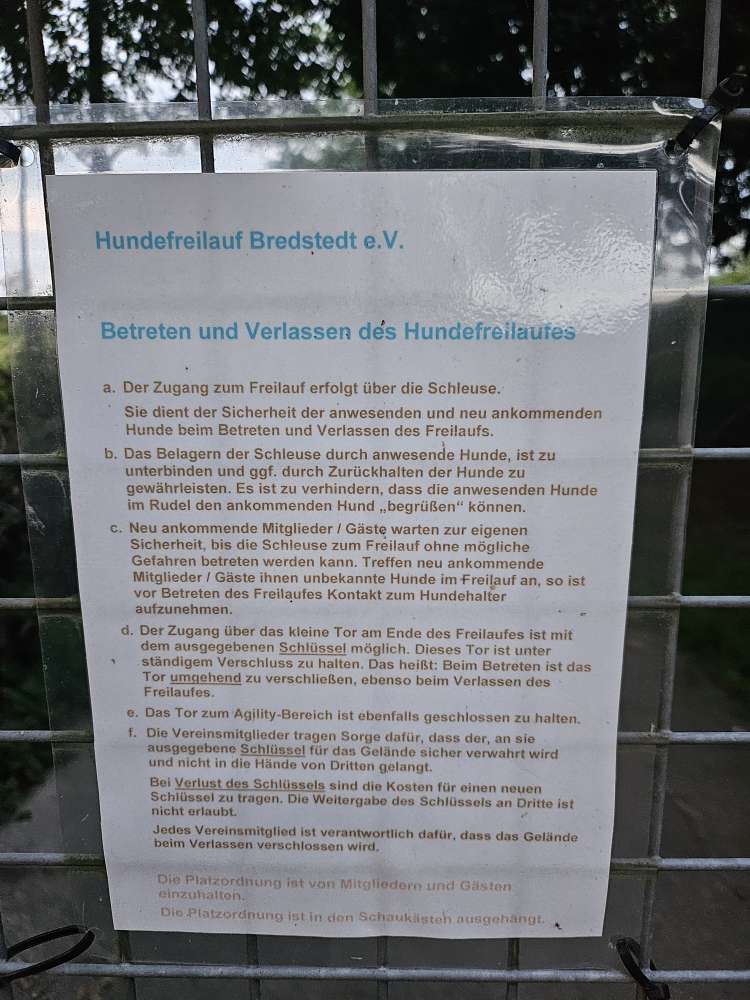 Hundefreilauf Bredstedt e.V.
Betreten und Verlassen des Hundefreilaufes
a. Der Zugang zum Freilauf erfolgt über die Schleuse.
Sie dient der Sicherheit der anwesenden und neu ankommenden
Hunde beim Betreten und Verlassen des Freilaufs.
b. Das Belagern der Schleuse durch anwesende Hunde, ist zu
unterbinden und ggf. durch Zurückhalten der Hunde zu
gewährleisten. Es ist zu verhindern, dass die anwesenden Hunde
im Rudel den ankommenden Hund „begrüßen“ können.
c. Neu ankommende Mitglieder / Gäste warten zur eigenen
Sicherheit, bis die Schleuse zum Freilauf ohne mögliche
Gefahren betreten werden kann. Treffen neu ankommende
Mitglieder / Gäste ihnen unbekannte Hunde im Freilauf an, so ist
vor Betreten des Freilaufes Kontakt zum Hundehalter
aufzunehmen.
d. Der Zugang über das kleine Tor am Ende des Freilaufes ist mit
dem ausgegebenen Schlüssel möglich. Dieses Tor ist unter
ständigem Verschluss zu halten. Das heißt: Beim Betreten ist das
Tor umgehend zu verschließen, ebenso beim Verlassen des
Freilaufes.
e. Das Tor zum Agility-Bereich ist ebenfalls geschlossen zu halten.
f. Die Vereinsmitglieder tragen Sorge dafür, dass der, an sie
ausgegebene Schlüssel für das Gelände sicher verwahrt wird
und nicht in die Hände von Dritten gelangt.
Bei Verlust des Schlüssels sind die Kosten für einen neuen
Schlüssel zu tragen. Die Weitergabe des Schlüssels an Dritte ist
nicht erlaubt.
Jedes Vereinsmitglied ist verantwortlich dafür, dass das Gelände
beim Verlassen verschlossen wird.
Die Platzordnung ist von Mitgliedern und Gästen
einzuhalten.
Die Platzordnung ist in den Schaukästen ausgehängt.